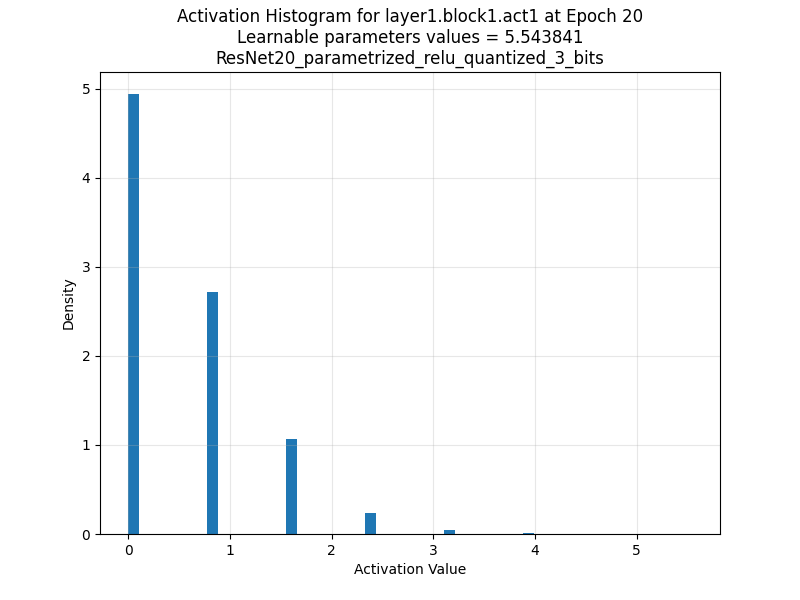 Activation Histogram for layer1.block1.act1 at Epoch 20
Learnable parameters values = 5.543841
ResNet20_parametrized_relu_quantized_3_bits
5
4
3
2
1
0
Density
0 1 2 3 4 5
Activation Value